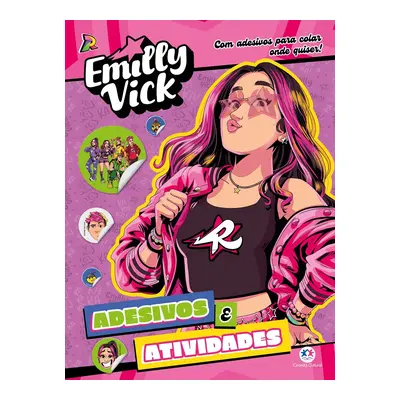 Emilly
Vick
Com adesivos para colar
onde quiser!
R
ADESIVOS &
ATIVIDADES
Ciranda Cultural